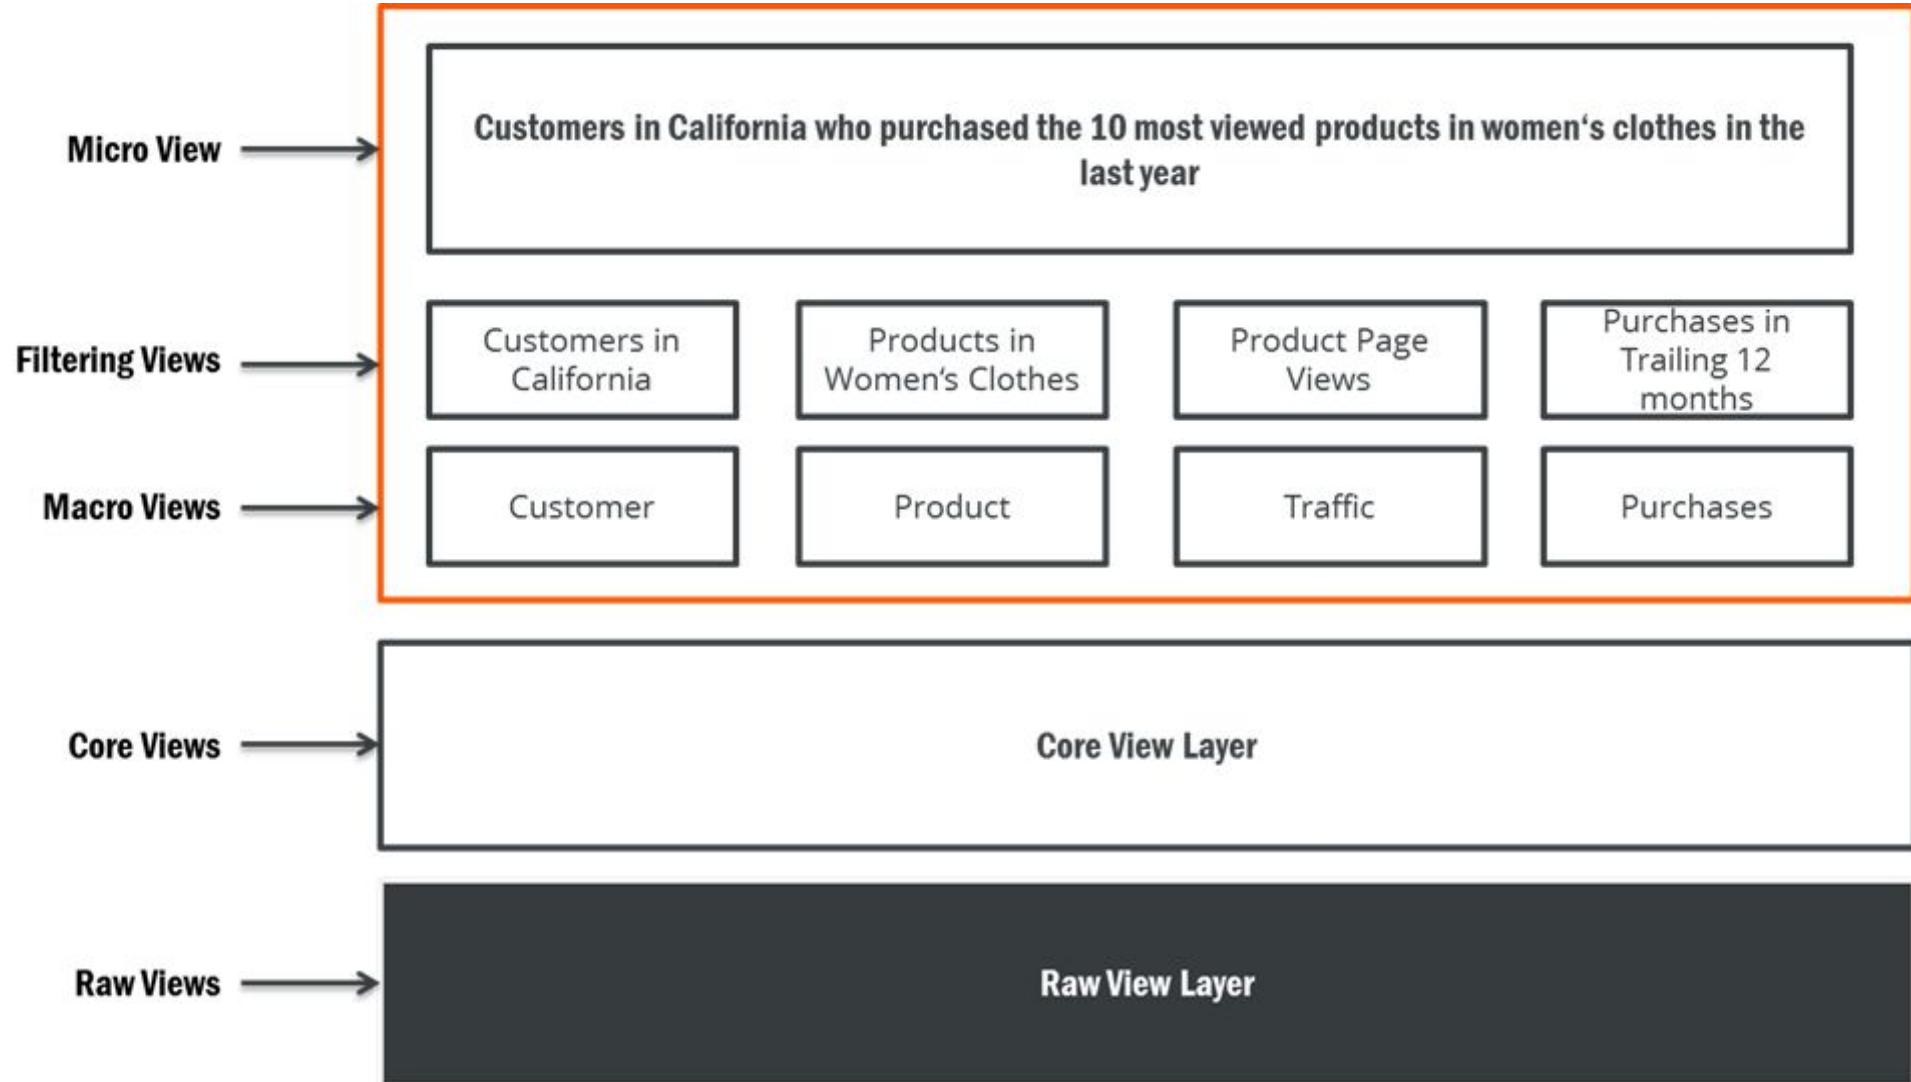 Micro View
Customers in California who purchased the 10 most viewed products in women‘s clothes in the
last year
Filtering Views
Customers in
California
Products in
Women‘s Clothes
Product Page
Views
Purchases in
Trailing 12
months
Macro Views
Customer
Product
Traffic
Purchases
Core Views
Core View Layer
Raw Views
Raw View Layer